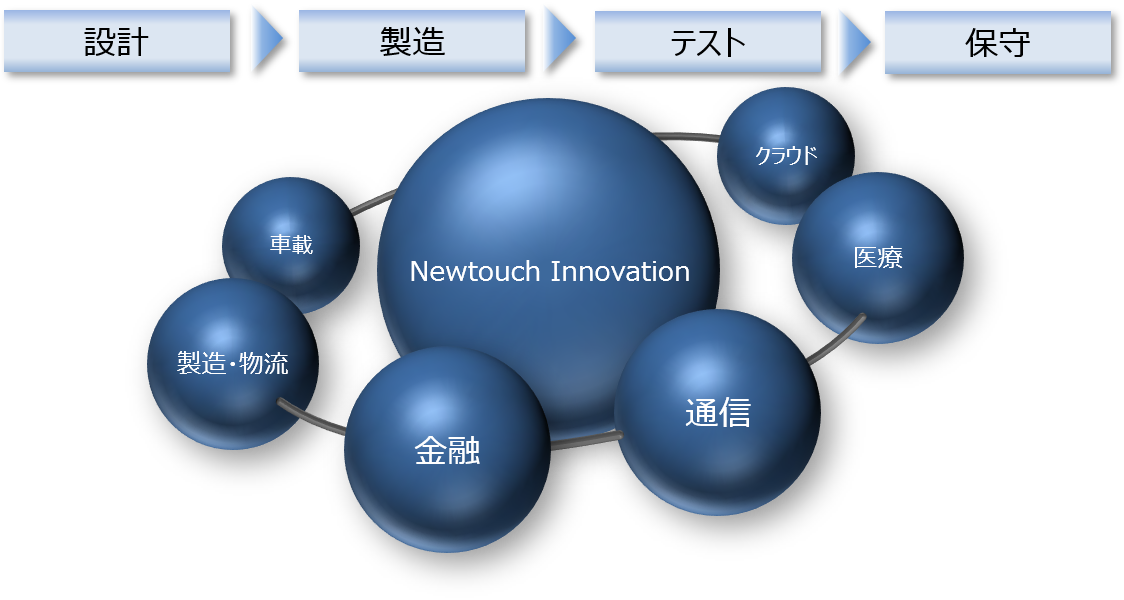 設計
製造
テスト
保守
クラウド
車載
医療
Newtouch Innovation
製造・物流
通信
金融